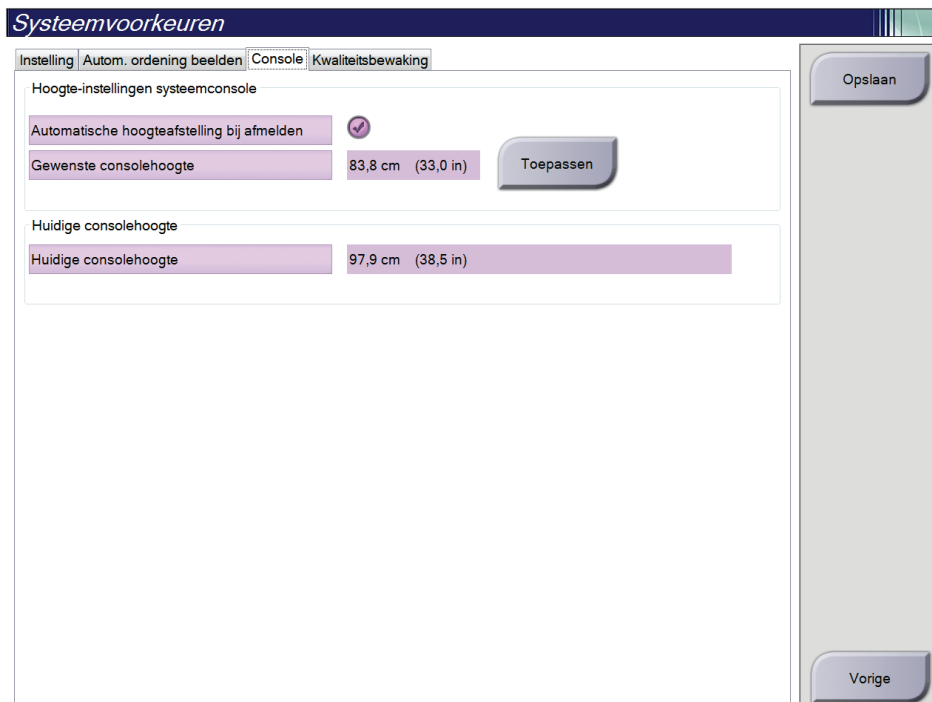 Systeemvoorkeuren
Instelling Autom. ordening beelden Console Kwaliteitsbewaking
Opslaan
Hoogte-instellingen systeemconsole
Automatische hoogteafstelling bij afmelden
Gewenste consolehoogte 83,8 cm (33,0 in) Toepassen
Huidige consolehoogte
Huidige consolehoogte 97,9 cm (38,5 in)
Vorige